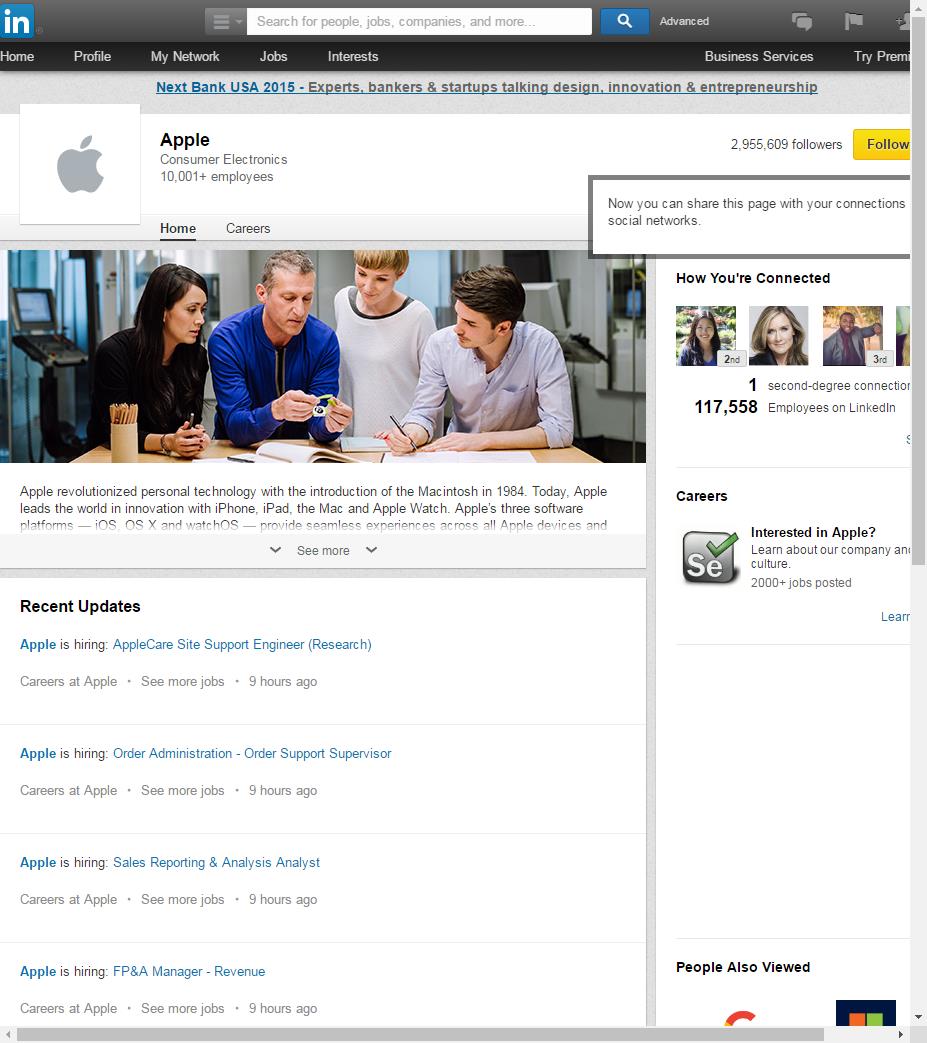 in
Search for people, jobs, companies, and more...
Advanced
Home Profile My Network Jobs Interests Business Services Try Premi
Next Bank USA 2015 - Experts, bankers & startups talking design, innovation & entrepreneurship
Apple
Consumer Electronics
10,001+ employees
2,955,609 followers
Follow
Now you can share this page with your connections
social networks.
Home Careers
Apple revolutionized personal technology with the introduction of the Macintosh in 1984. Today, Apple
leads the world in innovation with iPhone, iPad, the Mac and Apple Watch. Apple's three software
platforms — iOS, OS X and watchOS — provide seamless experiences across all Apple devices and
See more
Recent Updates
Apple is hiring: AppleCare Site Support Engineer (Research)
Careers at Apple • See more jobs • 9 hours ago
Apple is hiring: Order Administration - Order Support Supervisor
Careers at Apple • See more jobs • 9 hours ago
Apple is hiring: Sales Reporting & Analysis Analyst
Careers at Apple • See more jobs • 9 hours ago
Apple is hiring: FP&A Manager - Revenue
Careers at Apple • See more jobs • 9 hours ago
How You're Connected
2nd
3rd
1 second-degree connection
117,558 Employees on LinkedIn
S
Careers
Se
Interested in Apple?
Learn about our company and
culture.
2000+ jobs posted
Learn
People Also Viewed